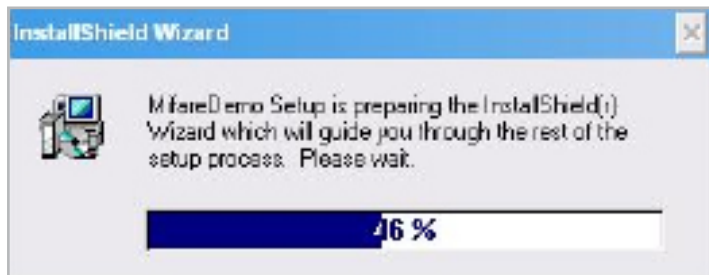 InstallShield Wizard
MifareDemo Setup is preparing the InstallShield(r)
Wizard which will guide you through the rest of the
setup process. Please wait.
46 %